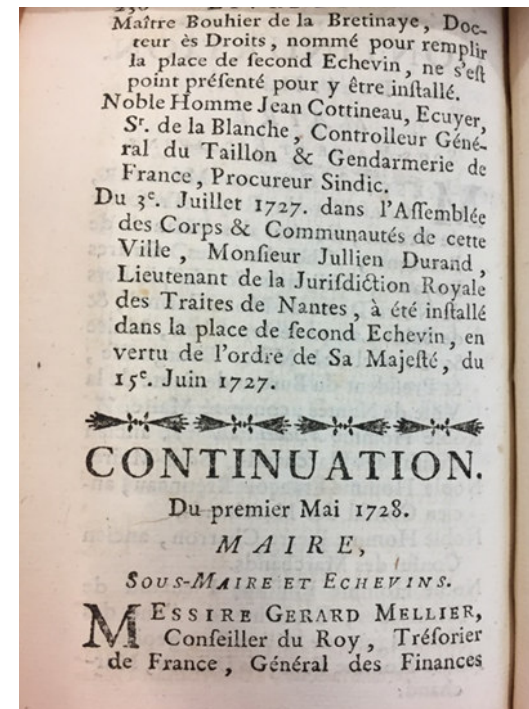 Maître Bouhier de la Bretinaye, Doc-
teur ès Droits, nommé pour remplir
la place de ſecond Echevin, ne s'eſt
point préſenté pour y être inſtallé.
Noble Homme Jean Cottineau, Ecuyer,
Sr. de la Blanche, Controlleur Géné-
ral du Taillon & Gendarmerie de
France, Procureur Sindic.
Du 3e. Juillet 1727. dans l'Aſſemblée
des Corps & Communautés de cette
Ville, Monſieur Jullien Durand,
Lieutenant de la Juriſdiction Royale
des Traites de Nantes, à été inſtallé
dans la place de ſecond Echevin, en
vertu de l'ordre de Sa Majeſté, du
15e. Juin 1727.
CONTINUATION.
Du premier Mai 1728.
MAIRE,
SOUS-MAIRE ET ECHEVINS.
MESSIRE GERARD MELLIER,
Conſeiller du Roy, Tréſorier
de France, Général des Finances